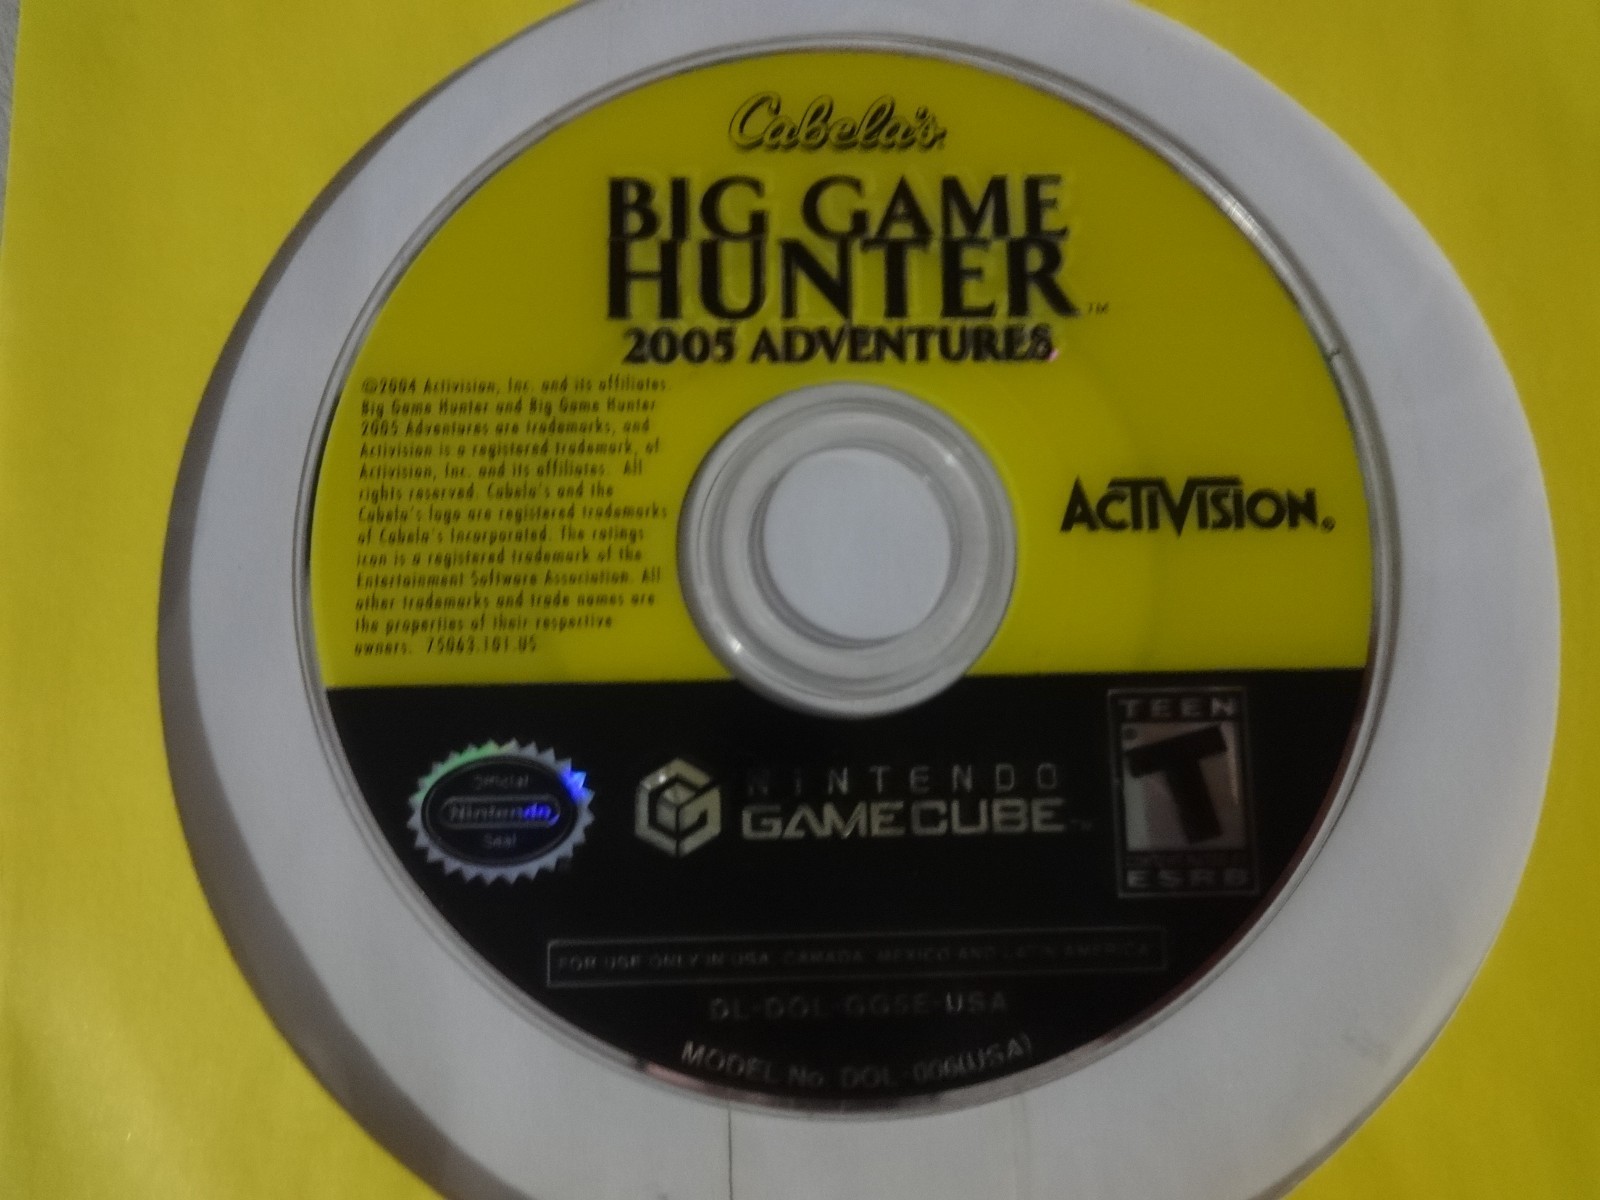 Cabela's
BIG GAME
HUNTER™
2005 ADVENTURES
©2004 Activision, Inc. and its affiliates.
Big Game Hunter and Big Game Hunter
2005 Adventures are trademarks, and
Activision is a registered trademark, of
Activision, Inc. and its affiliates. All
rights reserved. Cabela's and the
Cabela's logo are registered trademarks
of Cabela's Incorporated. The ratings
icon is a registered trademark of the
Entertainment Software Association. All
other trademarks and trade names are
the properties of their respective
owners. 75063.101.US
ACTIVISION®
TEEN
T
ESRB
Official
Nintendo
Seal
NINTENDO
GAMECUBE™
FOR USE ONLY IN USA, CANADA, MEXICO AND LATIN AMERICA
DL-DOL-GGSE-USA
MODEL No. DOL-006(USA)